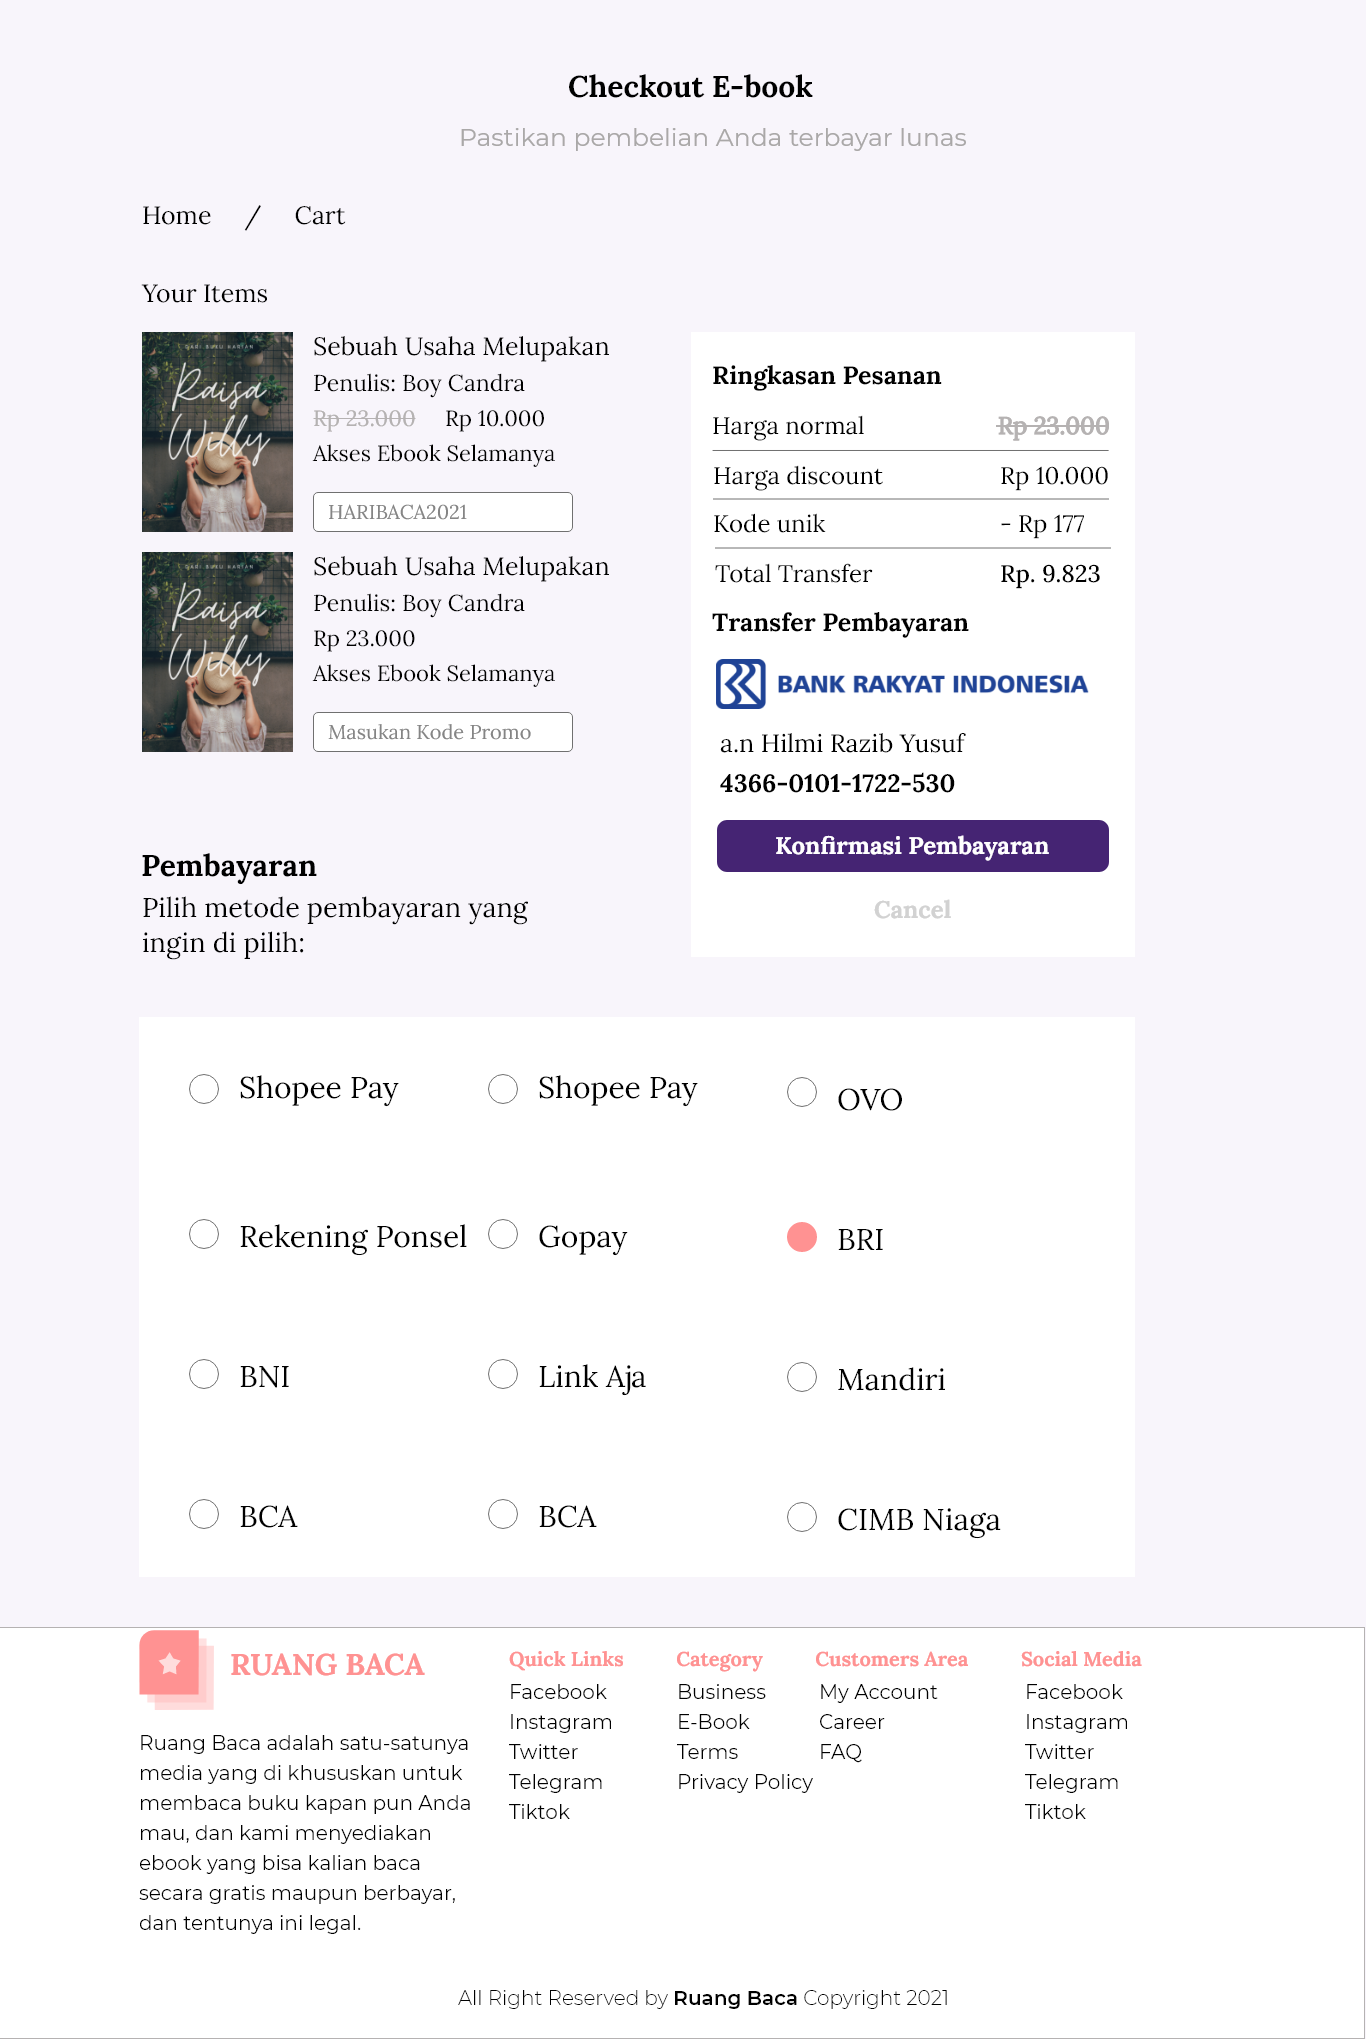 Checkout E-book
Pastikan pembelian Anda terbayar lunas
Home / Cart
Your Items
DARI BUKU HARIAN
Raisa
Willy
Sebuah Usaha Melupakan
Penulis: Boy Candra
Rp 23.000 Rp 10.000
Akses Ebook Selamanya
HARIBACA2021
DARI BUKU HARIAN
Raisa
Willy
Sebuah Usaha Melupakan
Penulis: Boy Candra
Rp 23.000
Akses Ebook Selamanya
Masukan Kode Promo
Ringkasan Pesanan
Harga normal Rp 23.000
Harga discount Rp 10.000
Kode unik - Rp 177
Total Transfer Rp. 9.823
Transfer Pembayaran
BANK RAKYAT INDONESIA
a.n Hilmi Razib Yusuf
4366-0101-1722-530
Konfirmasi Pembayaran
Cancel
Pembayaran
Pilih metode pembayaran yang
ingin di pilih:
Shopee Pay Shopee Pay OVO
Rekening Ponsel Gopay BRI
BNI Link Aja Mandiri
BCA BCA CIMB Niaga
RUANG BACA
Ruang Baca adalah satu-satunya
media yang di khususkan untuk
membaca buku kapan pun Anda
mau, dan kami menyediakan
ebook yang bisa kalian baca
secara gratis maupun berbayar,
dan tentunya ini legal.
Quick Links
Facebook
Instagram
Twitter
Telegram
Tiktok
Category
Business
E-Book
Terms
Privacy Policy
Customers Area
My Account
Career
FAQ
Social Media
Facebook
Instagram
Twitter
Telegram
Tiktok
All Right Reserved by Ruang Baca Copyright 2021